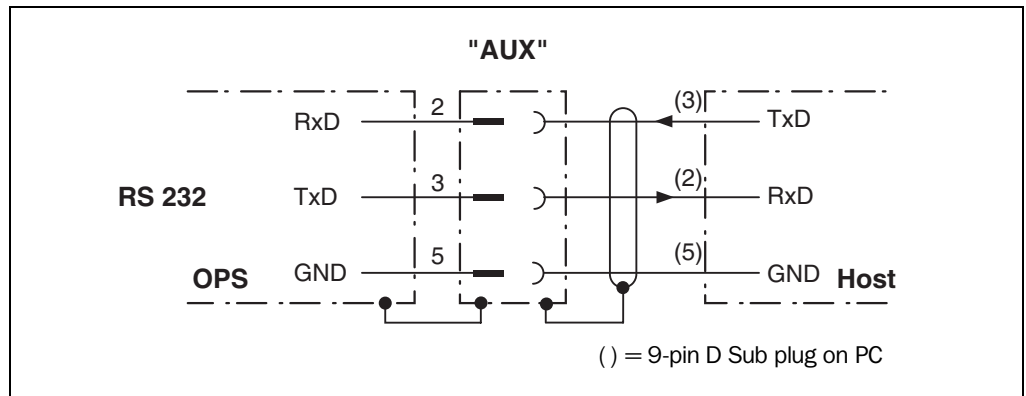 "AUX"
RxD 2 (3) TxD
RS 232 TxD 3 (2) RxD
OPS GND 5 (5) GND Host
( ) = 9-pin D Sub plug on PC